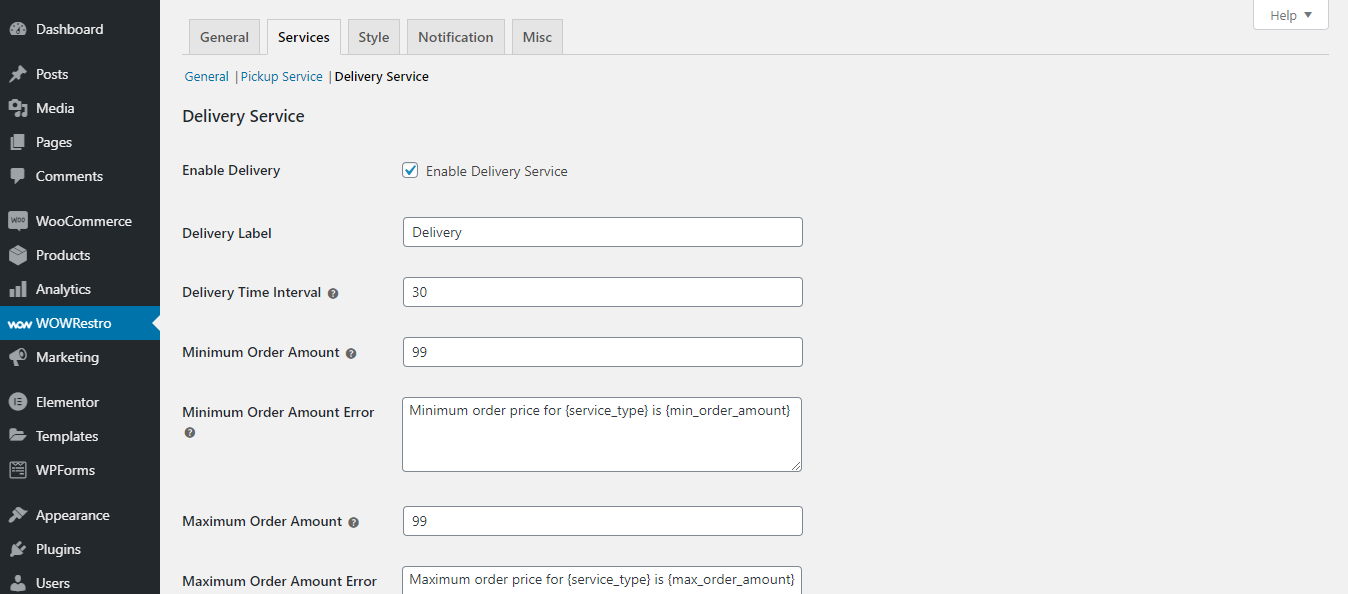 Dashboard
Posts
Media
Pages
Comments
WOO WooCommerce
Products
Analytics
wow WOWRestro
Marketing
Elementor
Templates
WPForms
Appearance
Plugins
Users
Help ▼
General Services Style Notification Misc
General | Pickup Service | Delivery Service
Delivery Service
Enable Delivery Enable Delivery Service
Delivery Label Delivery
Delivery Time Interval ? 30
Minimum Order Amount ? 99
Minimum Order Amount Error Minimum order price for {service_type} is {min_order_amount}
?
Maximum Order Amount ? 99
Maximum Order Amount Error Maximum order price for {service_type} is {max_order_amount}